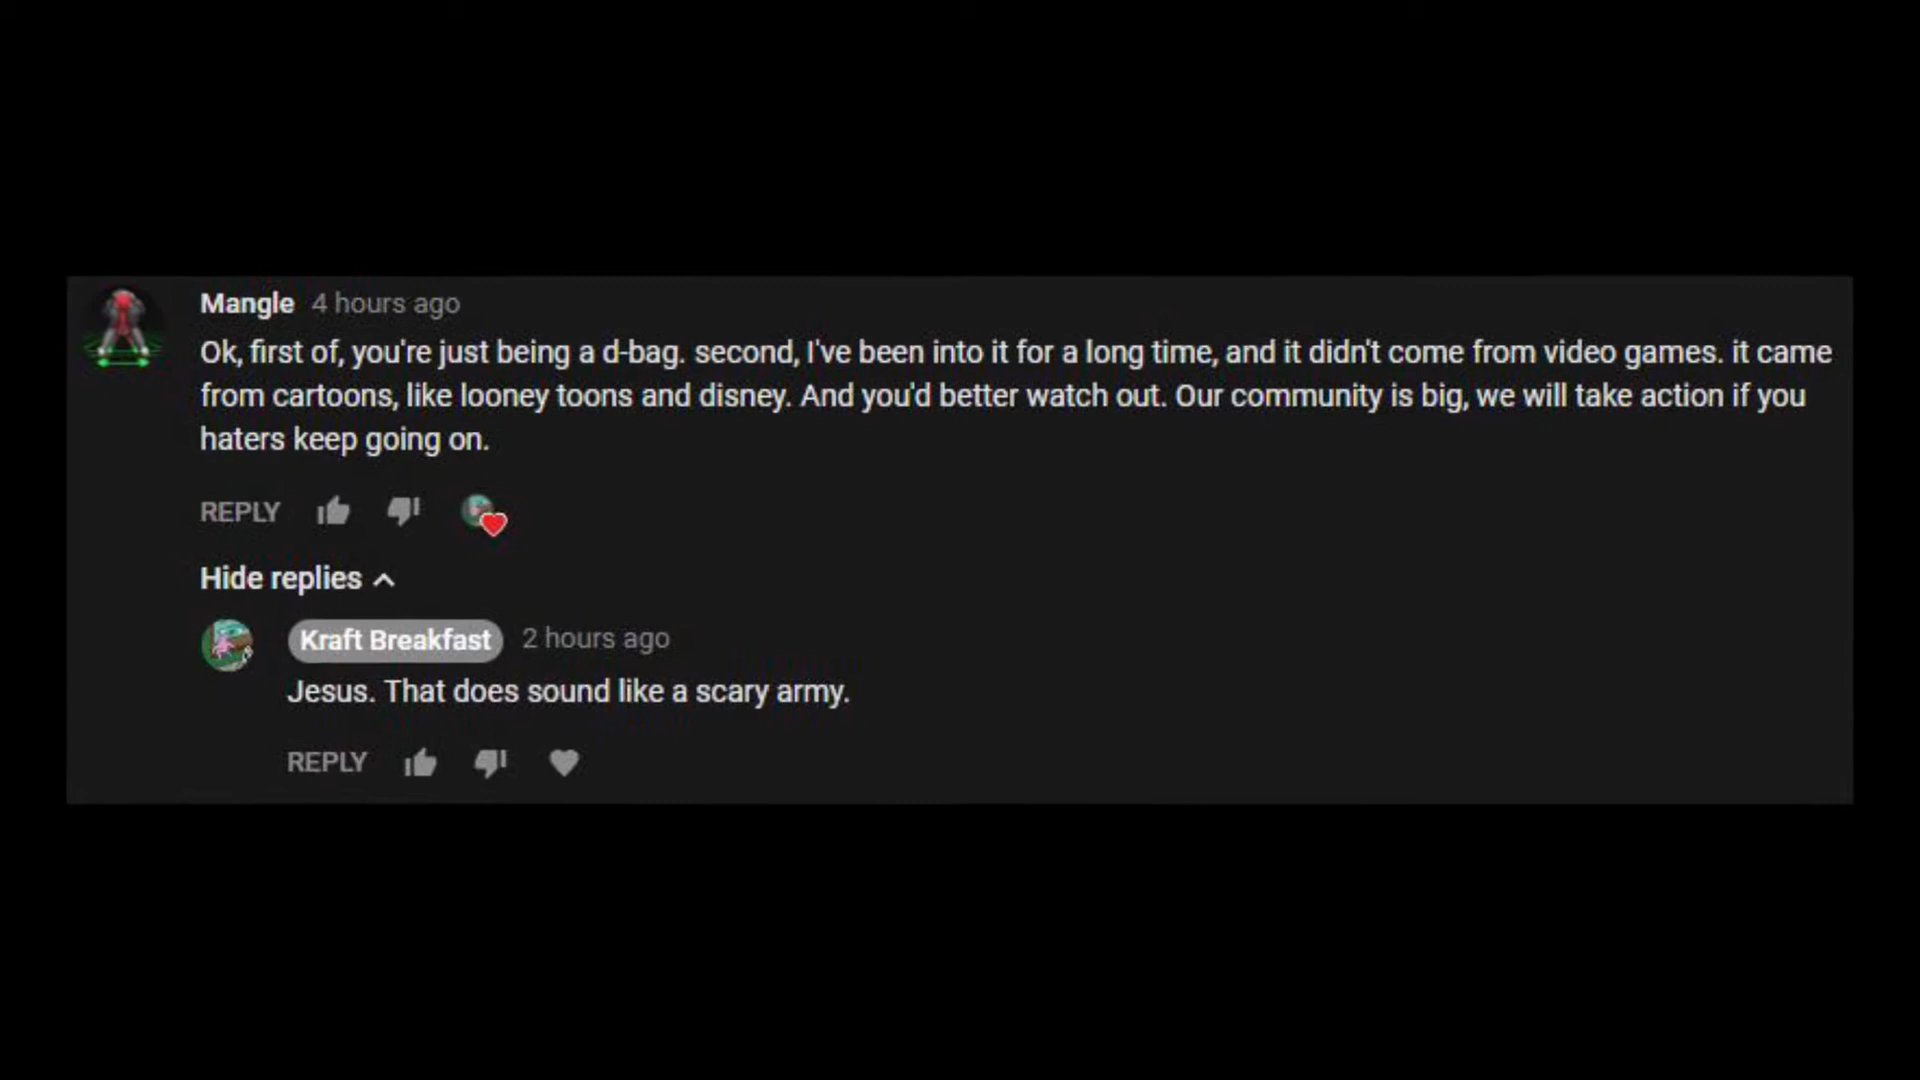 Mangle 4 hours ago
Ok, first of, you're just being a d-bag. second, I've been into it for a long time, and it didn't come from video games. it came
from cartoons, like looney toons and disney. And you'd better watch out. Our community is big, we will take action if you
haters keep going on.
REPLY
Hide replies
Kraft Breakfast 2 hours ago
Jesus. That does sound like a scary army.
REPLY